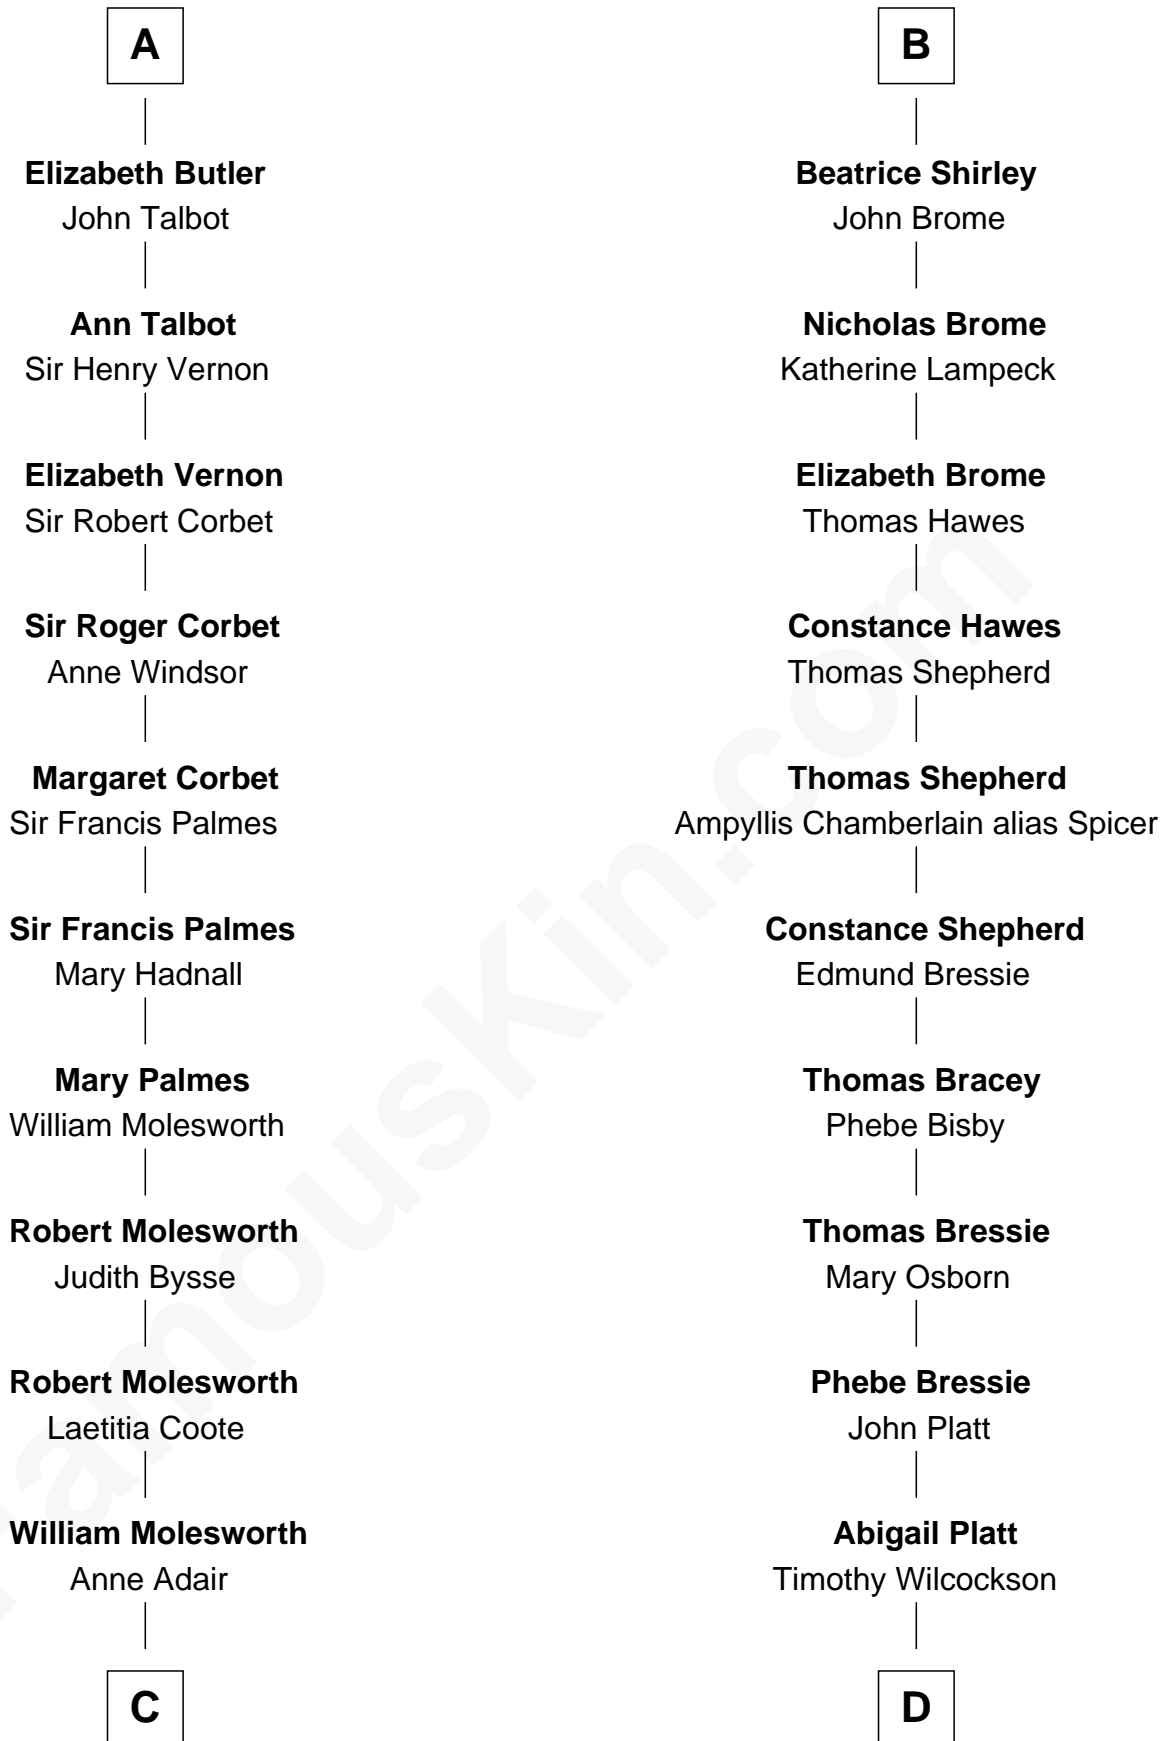 A
Elizabeth Butler
John Talbot
Ann Talbot
Sir Henry Vernon
Elizabeth Vernon
Sir Robert Corbet
Sir Roger Corbet
Anne Windsor
Margaret Corbet
Sir Francis Palmes
Sir Francis Palmes
Mary Hadnall
Mary Palmes
William Molesworth
Robert Molesworth
Judith Bysse
Robert Molesworth
Laetitia Coote
William Molesworth
Anne Adair
C
B
Beatrice Shirley
John Brome
Nicholas Brome
Katherine Lampeck
Elizabeth Brome
Thomas Hawes
Constance Hawes
Thomas Shepherd
Thomas Shepherd
Ampyllis Chamberlain alias Spicer
Constance Shepherd
Edmund Bressie
Thomas Bracey
Phebe Bisby
Thomas Bressie
Mary Osborn
Phebe Bressie
John Platt
Abigail Platt
Timothy Wilcockson
D
FamousKin.com